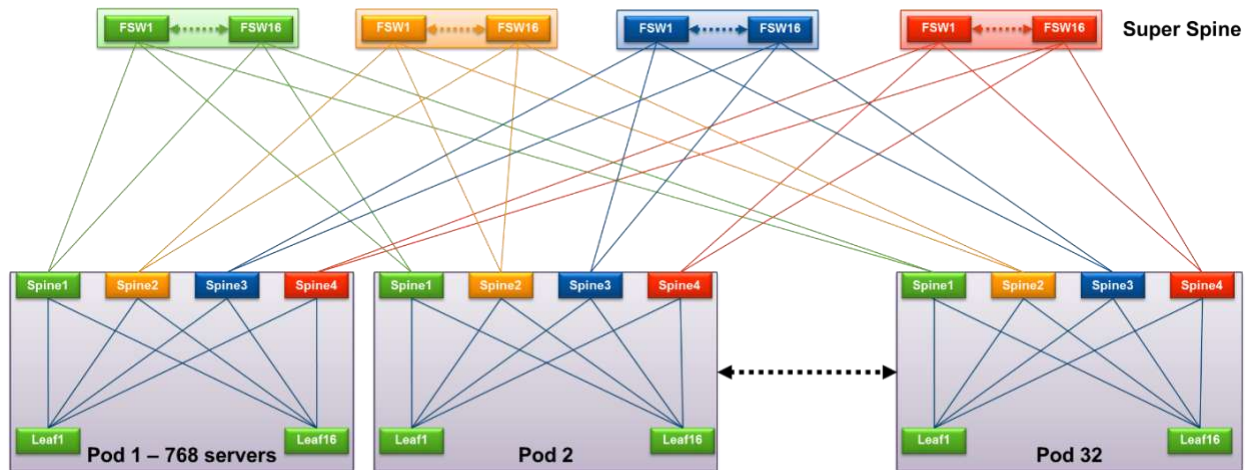 FSW1 FSW16 FSW1 FSW16 FSW1 FSW16 FSW1 FSW16 Super Spine
Spine1 Spine2 Spine3 Spine4 Spine1 Spine2 Spine3 Spine4 Spine1 Spine2 Spine3 Spine4
Leaf1 Leaf16 Leaf1 Leaf16 Leaf1 Leaf16
Pod 1 – 768 servers Pod 2 Pod 32